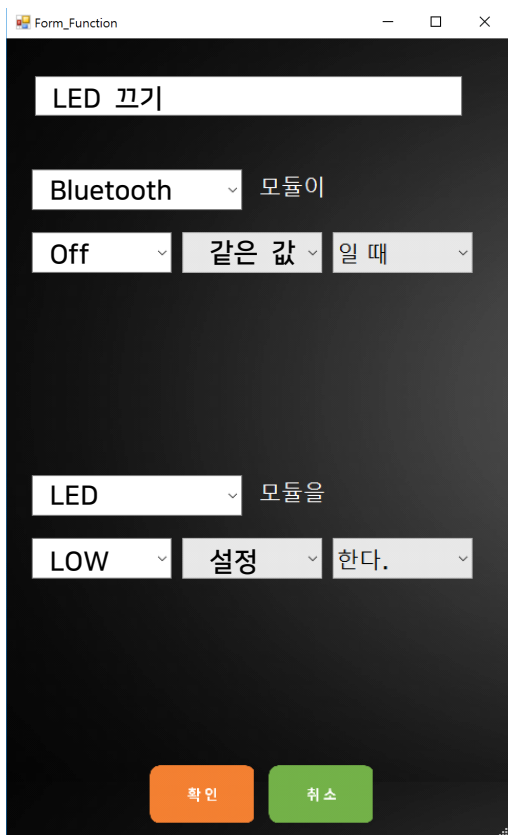 Form_Function
LED 끄기
Bluetooth 모듈이
Off 같은 값 일 때
LED 모듈을
LOW 설정 한다.
확인 취소